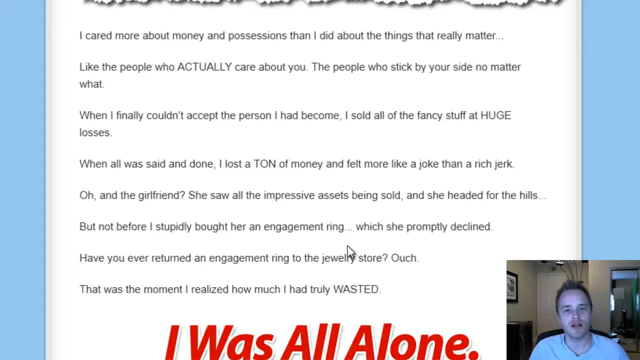 I cared more about money and possessions than I did about the things that really matter...
Like the people who ACTUALLY care about you. The people who stick by your side no matter
what.
When I finally couldn't accept the person I had become, I sold all of the fancy stuff at HUGE
losses.
When all was said and done, I lost a TON of money and felt more like a joke than a rich jerk.
Oh, and the girlfriend? She saw all the impressive assets being sold, and she headed for the hills...
But not before I stupidly bought her an engagement ring... which she promptly declined.
Have you ever returned an engagement ring to the jewelry store? Ouch.
That was the moment I realized how much I had truly WASTED.
I Was All Alone.